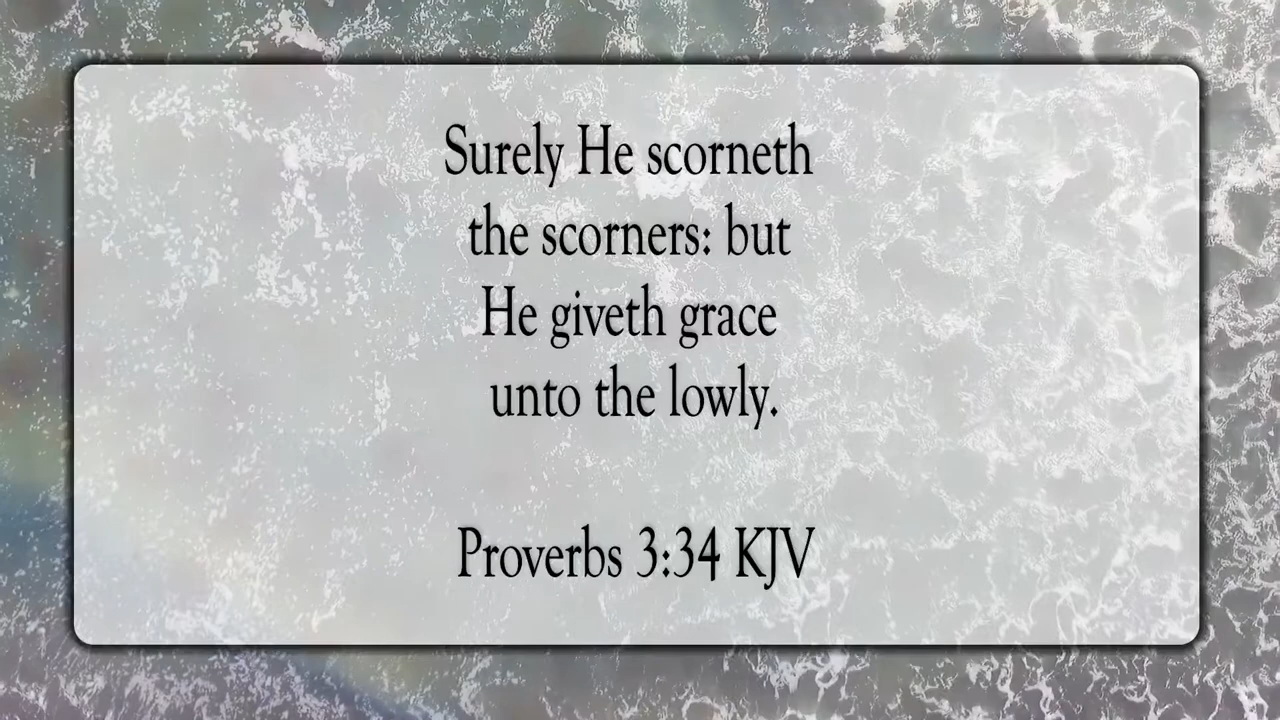 Surely He scorneth
the scorners: but
He giveth grace
unto the lowly.
Proverbs 3:34 KJV